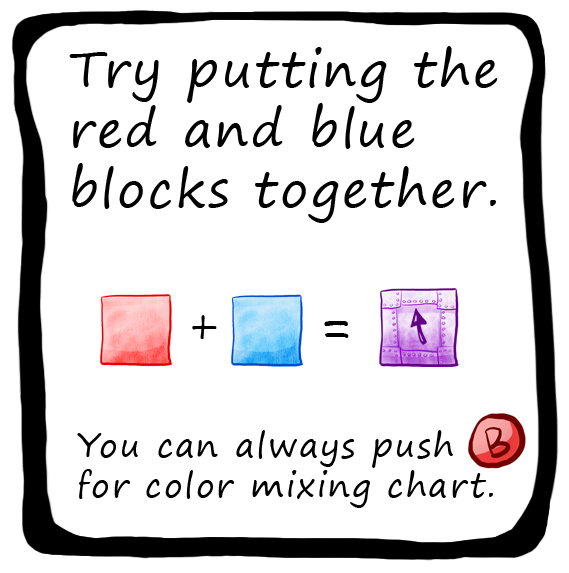 Try putting the
red and blue
blocks together.
+ =
You can always push B
for color mixing chart.